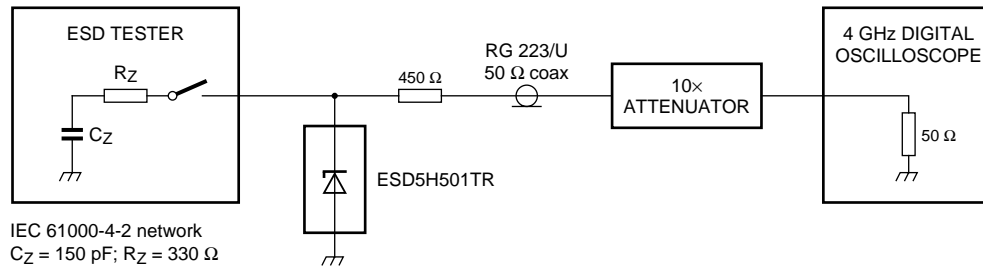 ESD TESTER
RZ
CZ
450 Ω
RG 223/U
50 Ω coax
10×
ATTENUATOR
4 GHz DIGITAL
OSCILLOSCOPE
50 Ω
ESD5H501TR
IEC 61000-4-2 network
CZ = 150 pF; RZ = 330 Ω